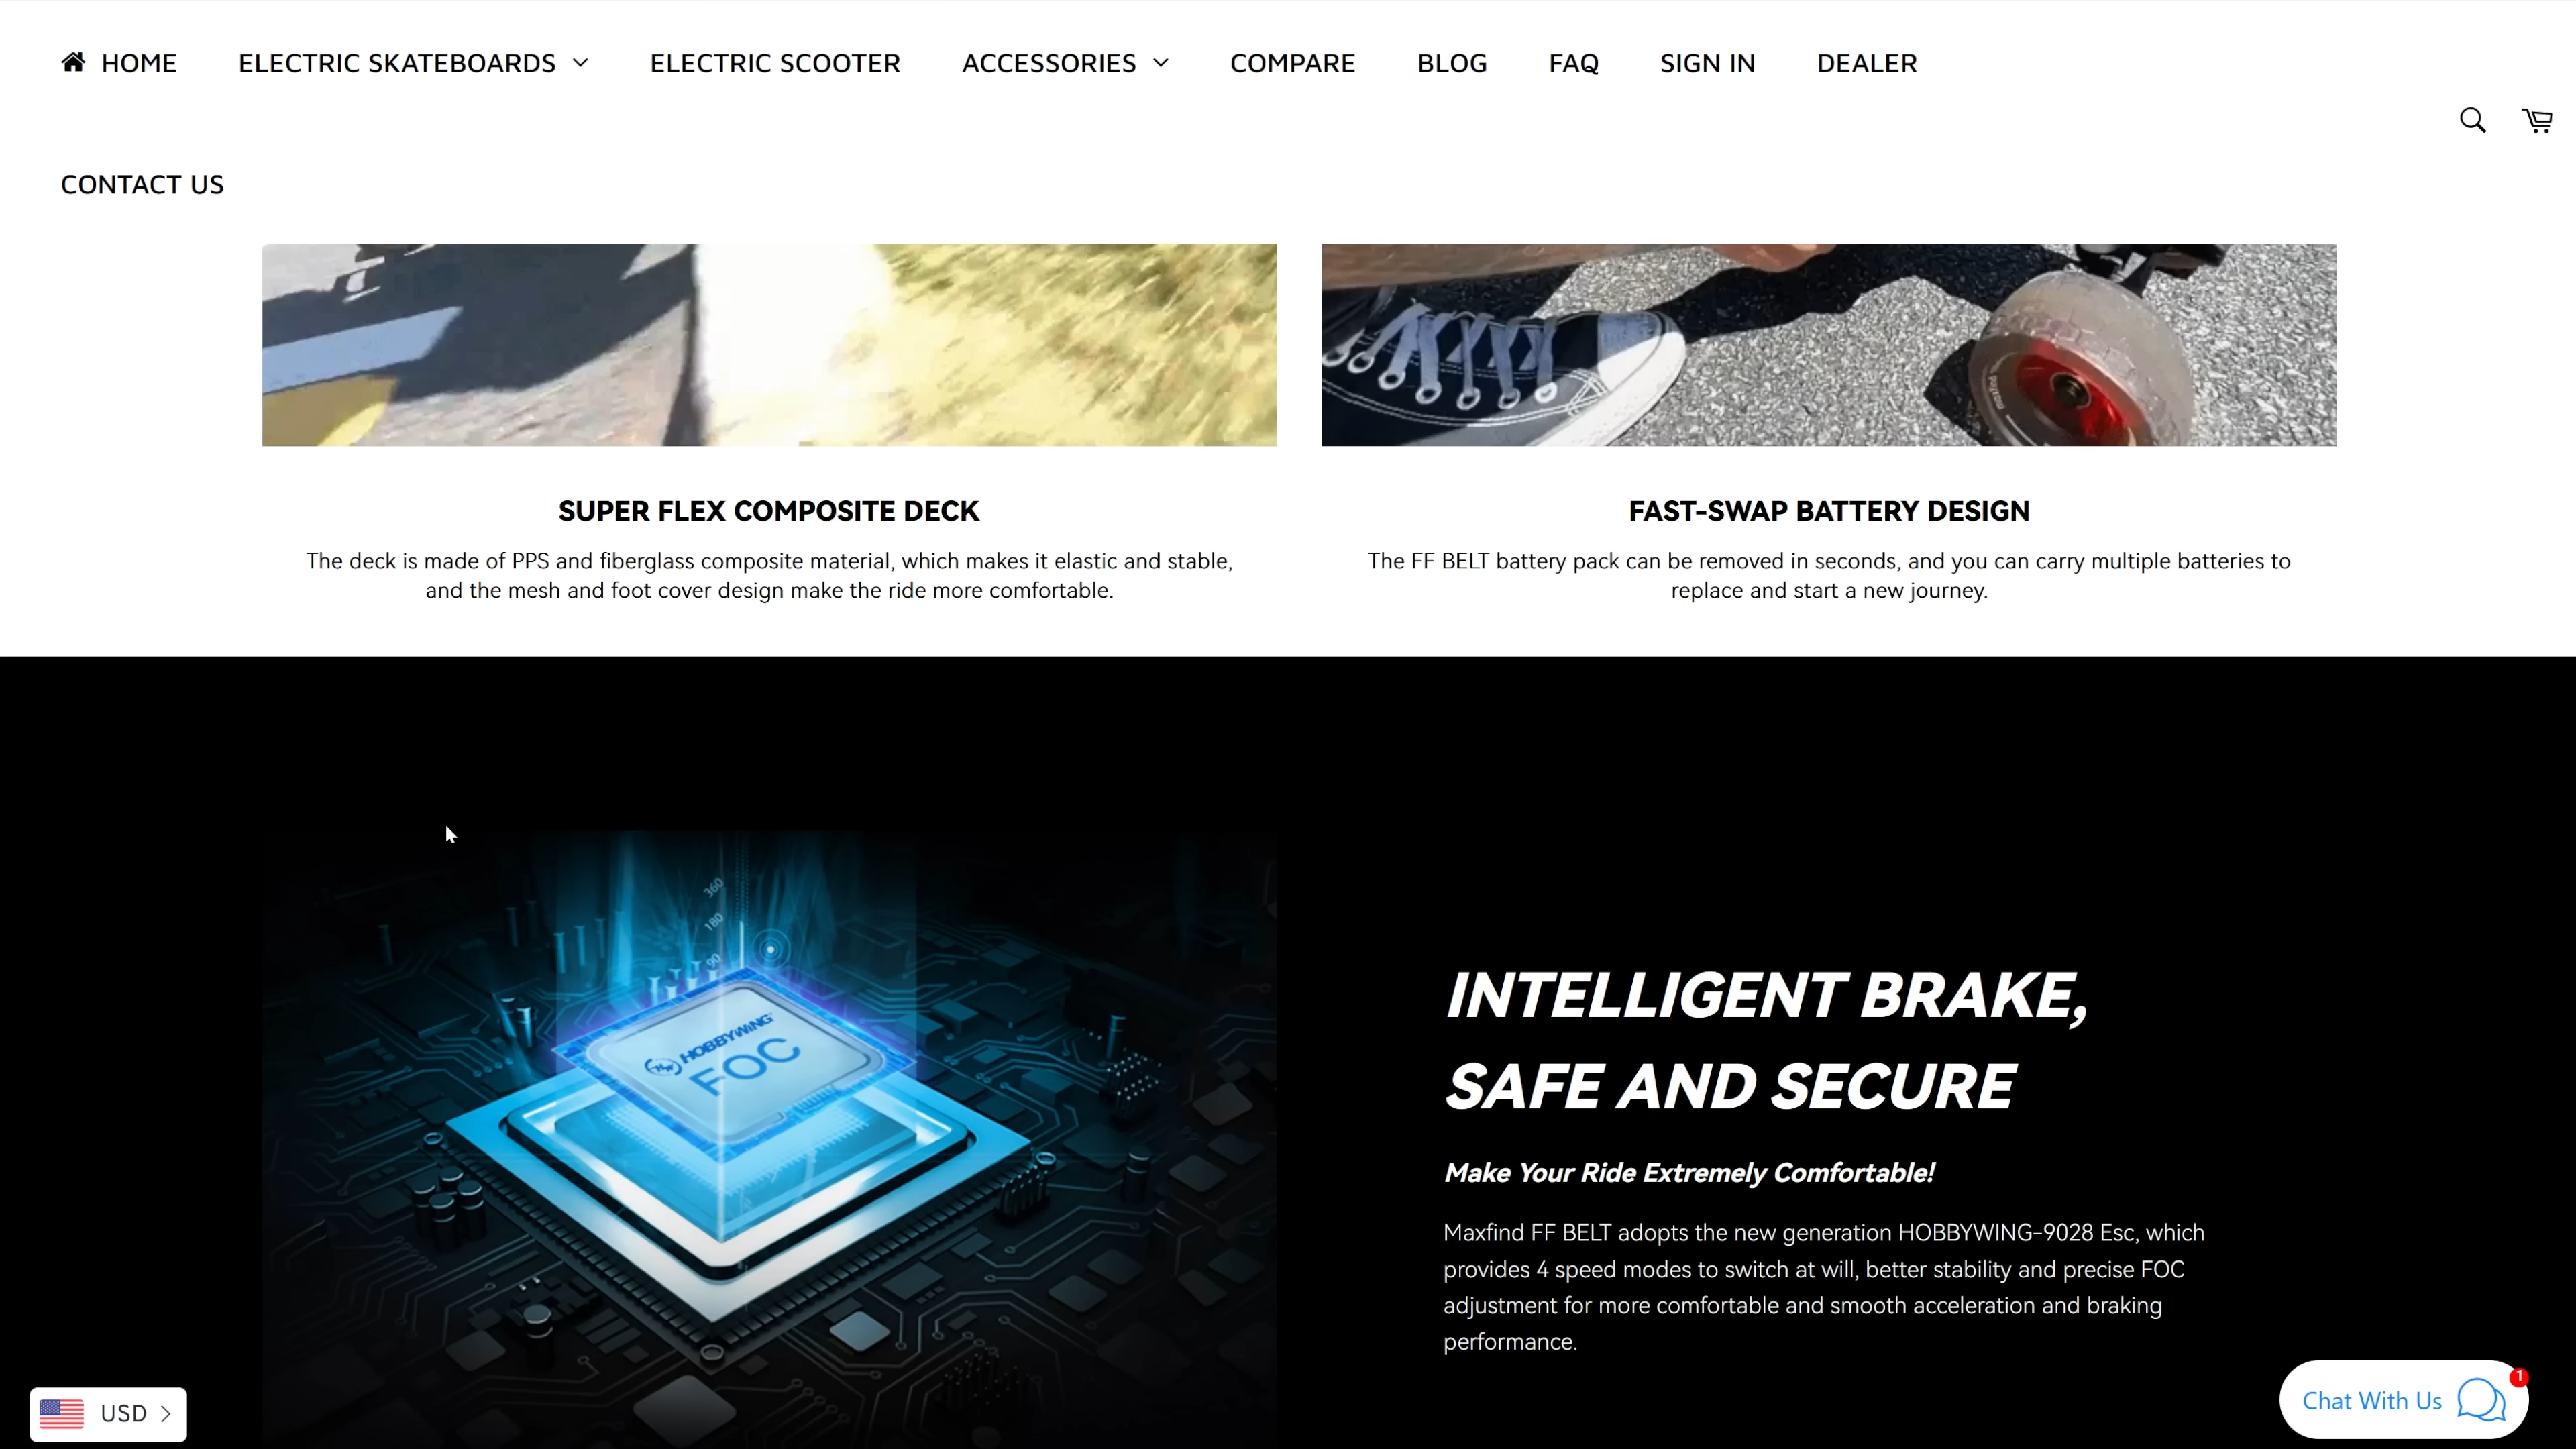 HOME ELECTRIC SKATEBOARDS ELECTRIC SCOOTER ACCESSORIES COMPARE BLOG FAQ SIGN IN DEALER
CONTACT US
SUPER FLEX COMPOSITE DECK
The deck is made of PPS and fiberglass composite material, which makes it elastic and stable,
and the mesh and foot cover design make the ride more comfortable.
FAST-SWAP BATTERY DESIGN
The FF BELT battery pack can be removed in seconds, and you can carry multiple batteries to
replace and start a new journey.
360
180
90
HOBBYWING
FOC
INTELLIGENT BRAKE,
SAFE AND SECURE
Make Your Ride Extremely Comfortable!
Maxfind FF BELT adopts the new generation HOBBYWING-9028 Esc, which
provides 4 speed modes to switch at will, better stability and precise FOC
adjustment for more comfortable and smooth acceleration and braking
performance.
USD
Chat With Us
1